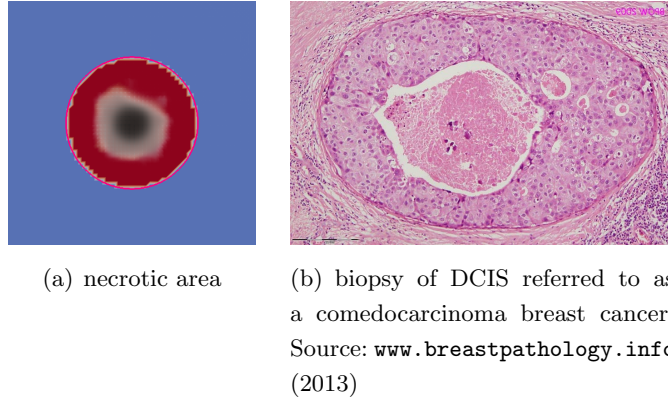 (a) necrotic area
(b) biopsy of DCIS referred to as
a comedocarcinoma breast cancer
Source: www.breastpathology.info
(2013)